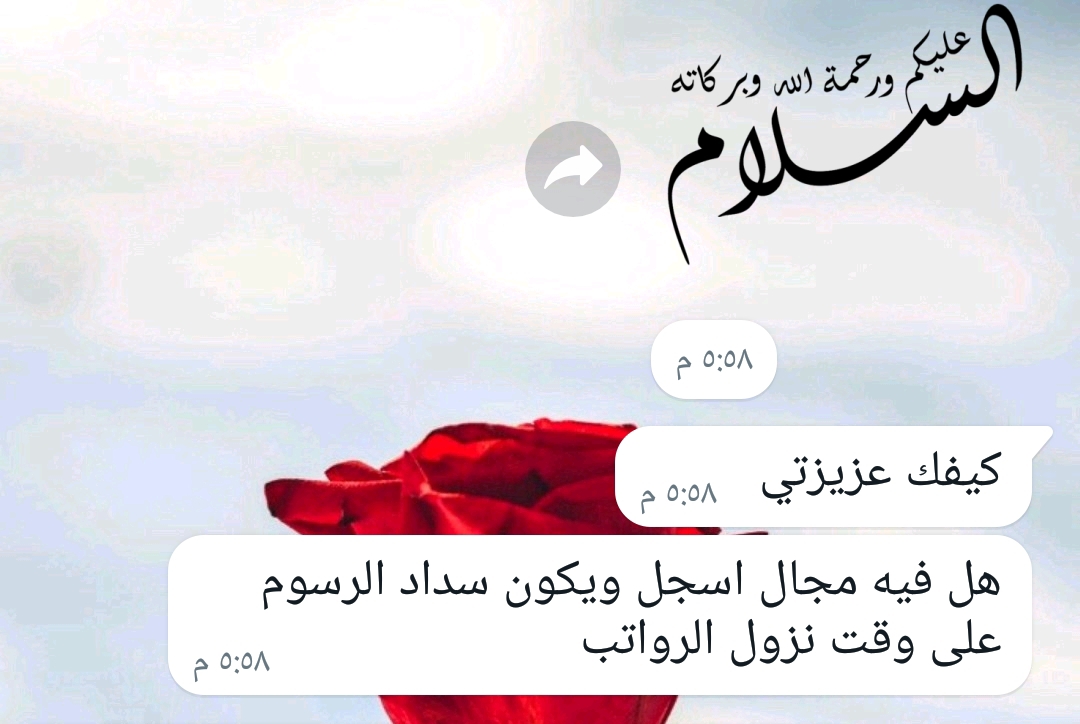 السلام
عليكم ورحمة الله وبركاته
٥:٥٨ م
كيفك عزيزتي
٥:٥٨ م
هل فيه مجال اسجل ويكون سداد الرسوم
على وقت نزول الرواتب
٥:٥٨ م